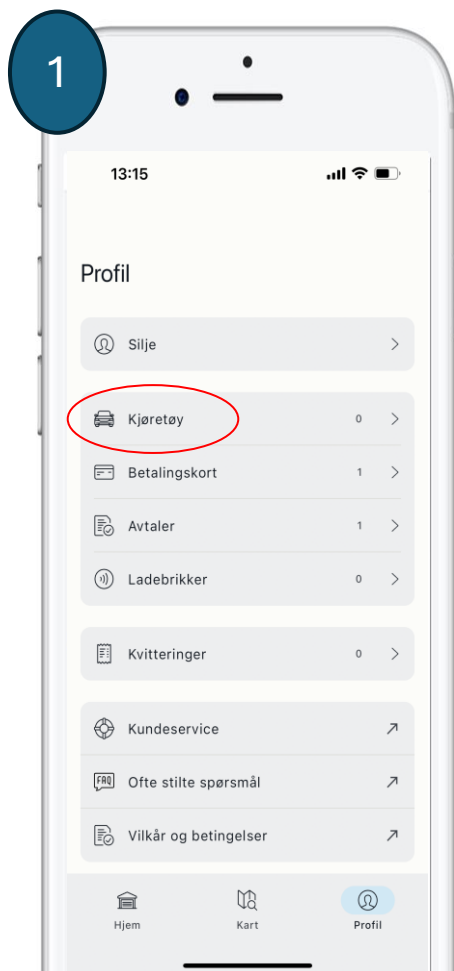 1
13:15
Profil
Silje
Kjøretøy 0
Betalingskort 1
Avtaler 1
Ladebrikker 0
Kvitteringer 0
Kundeservice
FAQ Ofte stilte spørsmål
Vilkår og betingelser
Hjem Kart Profil